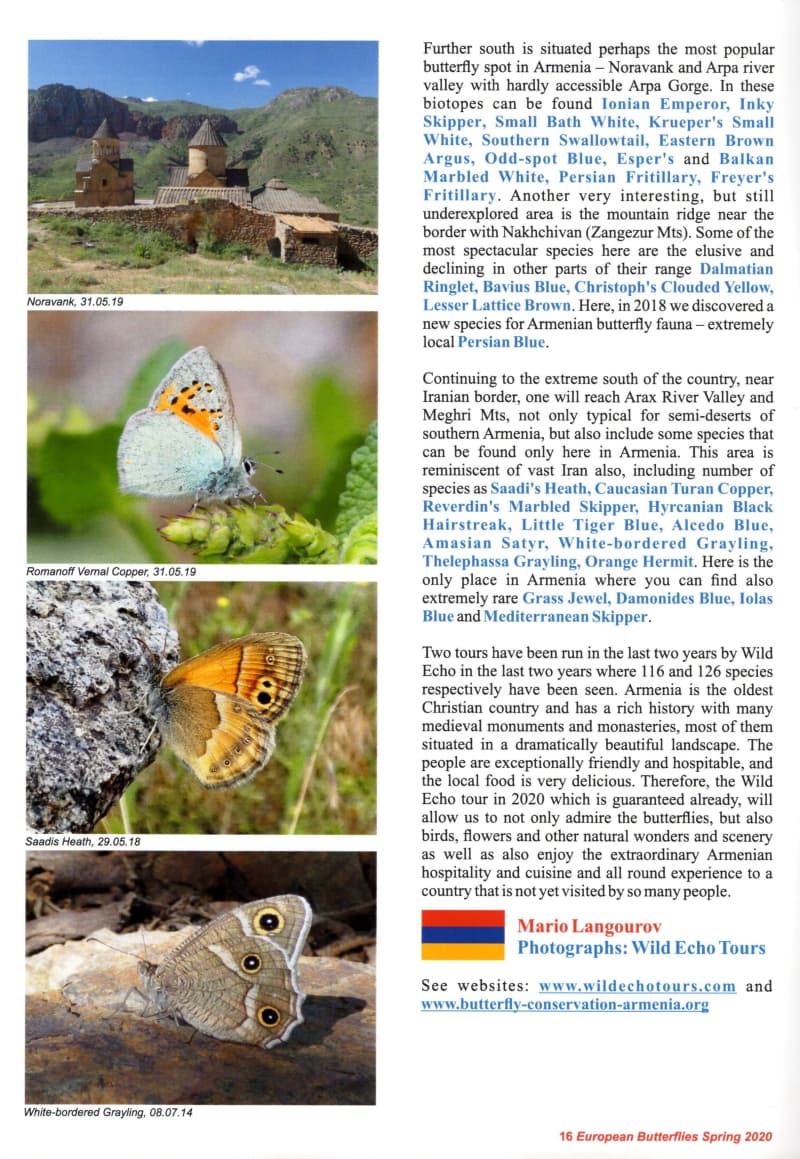 Noravank, 31.05.19
Romanoff Vernal Copper, 31.05.19
Saadis Heath, 29.05.18
White-bordered Grayling, 08.07.14
Further south is situated perhaps the most popular
butterfly spot in Armenia – Noravank and Arpa river
valley with hardly accessible Arpa Gorge. In these
biotopes can be found Ionian Emperor, Inky
Skipper, Small Bath White, Krueper's Small
White, Southern Swallowtail, Eastern Brown
Argus, Odd-spot Blue, Esper's and Balkan
Marbled White, Persian Fritillary, Freyer's
Fritillary. Another very interesting, but still
underexplored area is the mountain ridge near the
border with Nakhchivan (Zangezur Mts). Some of the
most spectacular species here are the elusive and
declining in other parts of their range Dalmatian
Ringlet, Bavius Blue, Christoph's Clouded Yellow,
Lesser Lattice Brown. Here, in 2018 we discovered a
new species for Armenian butterfly fauna – extremely
local Persian Blue.
Continuing to the extreme south of the country, near
Iranian border, one will reach Arax River Valley and
Meghri Mts, not only typical for semi-deserts of
southern Armenia, but also include some species that
can be found only here in Armenia. This area is
reminiscent of vast Iran also, including number of
species as Saadi's Heath, Caucasian Turan Copper,
Reverdin's Marbled Skipper, Hyrcanian Black
Hairstreak, Little Tiger Blue, Alcedo Blue,
Amasian Satyr, White-bordered Grayling,
Thelephassa Grayling, Orange Hermit. Here is the
only place in Armenia where you can find also
extremely rare Grass Jewel, Damonides Blue, Iolas
Blue and Mediterranean Skipper.
Two tours have been run in the last two years by Wild
Echo in the last two years where 116 and 126 species
respectively have been seen. Armenia is the oldest
Christian country and has a rich history with many
medieval monuments and monasteries, most of them
situated in a dramatically beautiful landscape. The
people are exceptionally friendly and hospitable, and
the local food is very delicious. Therefore, the Wild
Echo tour in 2020 which is guaranteed already, will
allow us to not only admire the butterflies, but also
birds, flowers and other natural wonders and scenery
as well as also enjoy the extraordinary Armenian
hospitality and cuisine and all round experience to a
country that is not yet visited by so many people.
Mario Langourov
Photographs: Wild Echo Tours
See websites: www.wildechotours.com and
www.butterfly-conservation-armenia.org
16 European Butterflies Spring 2020